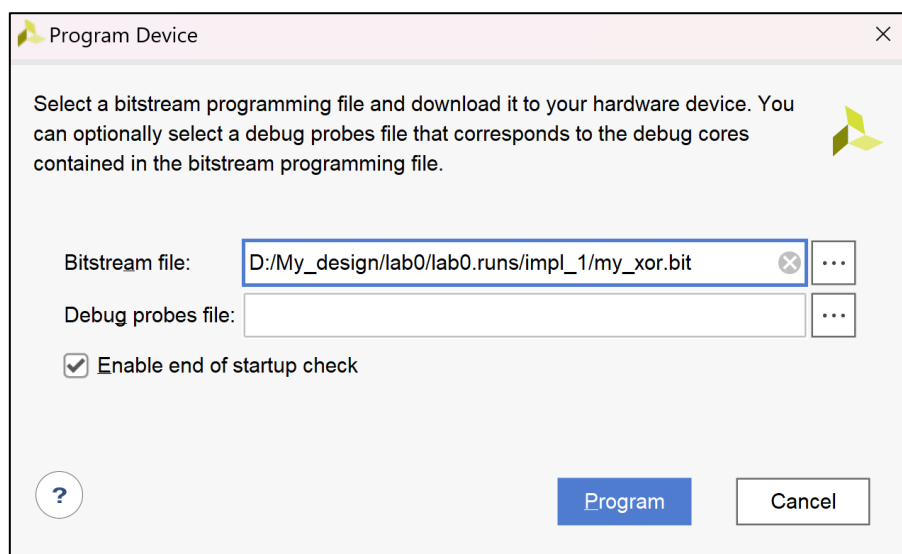 Program Device
Select a bitstream programming file and download it to your hardware device. You
can optionally select a debug probes file that corresponds to the debug cores
contained in the bitstream programming file.
Bitstream file: D:/My_design/lab0/lab0.runs/impl_1/my_xor.bit ...
Debug probes file: ...
Enable end of startup check
? Program Cancel